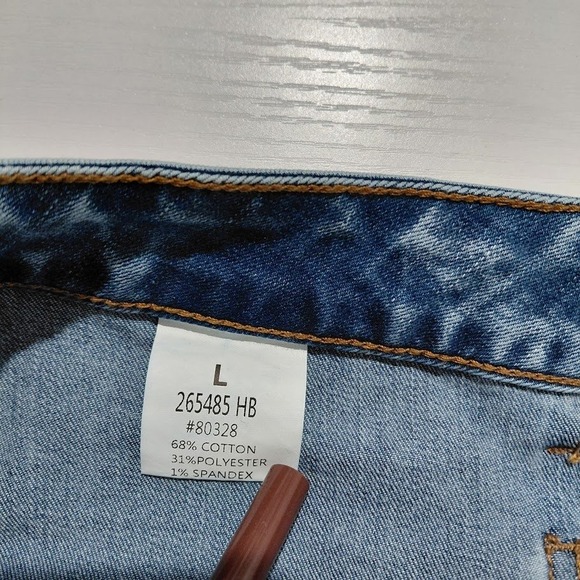 L
265485 HB
#80328
68% COTTON
31%POLYESTER
1% SPANDEX